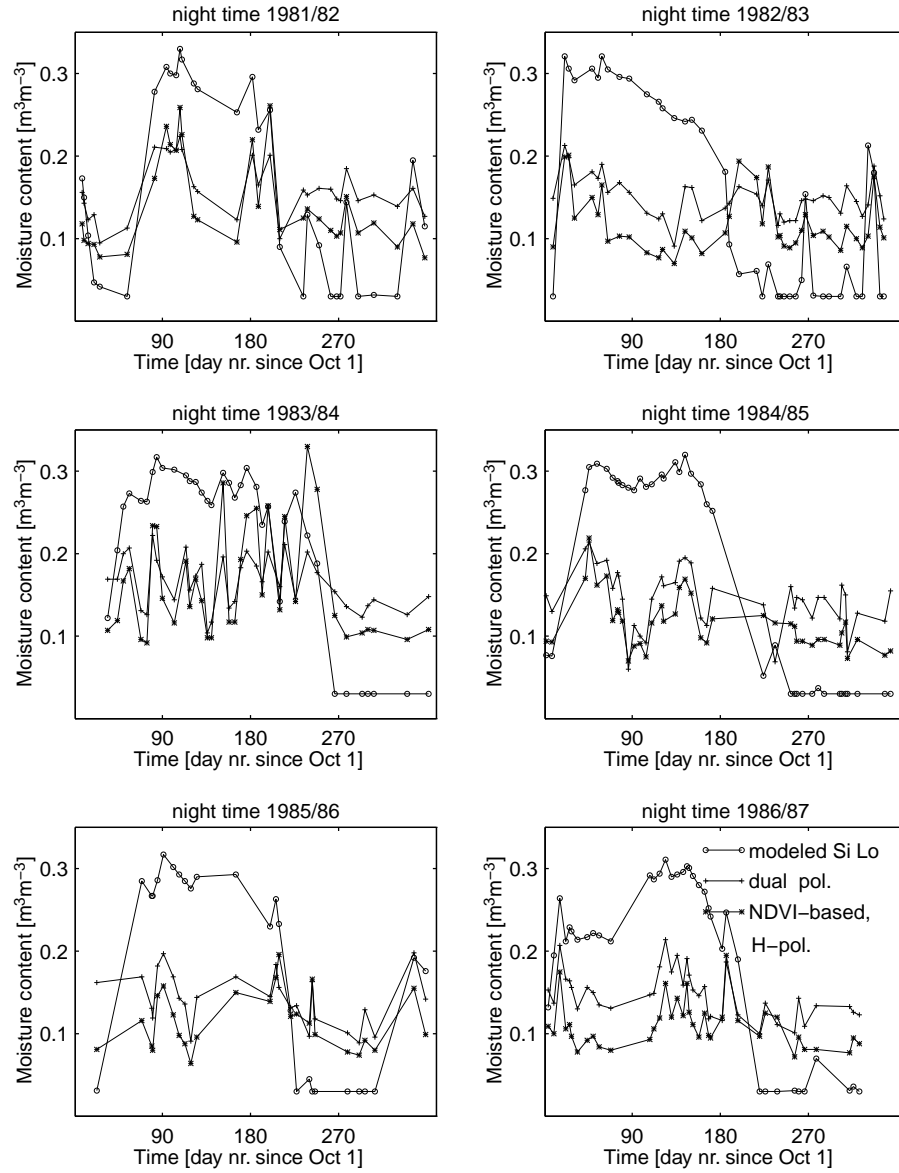 night time 1981/82
Moisture content [m³m⁻³]
0.3
0.2
0.1
90 180 270
Time [day nr. since Oct 1]
night time 1982/83
Moisture content [m³m⁻³]
0.3
0.2
0.1
90 180 270
Time [day nr. since Oct 1]
night time 1983/84
Moisture content [m³m⁻³]
0.3
0.2
0.1
90 180 270
Time [day nr. since Oct 1]
night time 1984/85
Moisture content [m³m⁻³]
0.3
0.2
0.1
90 180 270
Time [day nr. since Oct 1]
night time 1985/86
Moisture content [m³m⁻³]
0.3
0.2
0.1
90 180 270
Time [day nr. since Oct 1]
night time 1986/87
Moisture content [m³m⁻³]
0.3
0.2
0.1
modeled Si Lo
dual pol.
NDVI−based,
H−pol.
90 180 270
Time [day nr. since Oct 1]